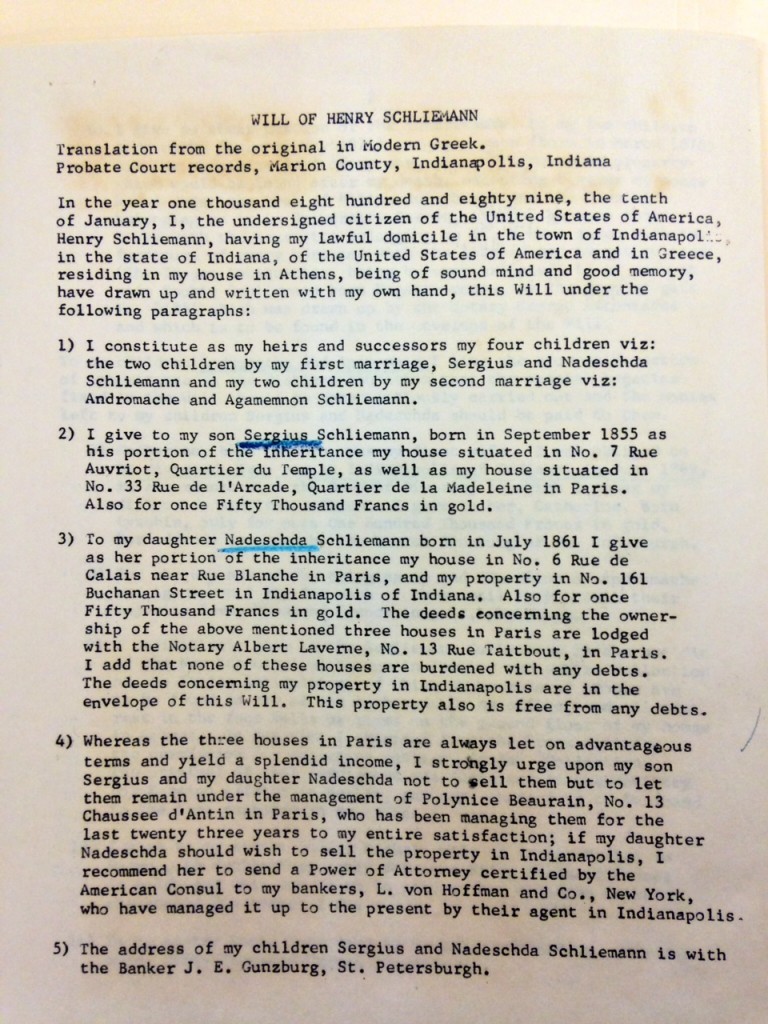 WILL OF HENRY SCHLIEMANN
Translation from the original in Modern Greek.
Probate Court records, Marion County, Indianapolis, Indiana
In the year one thousand eight hundred and eighty nine, the tenth
of January, I, the undersigned citizen of the United States of America,
Henry Schliemann, having my lawful domicile in the town of Indianapolis,
in the state of Indiana, of the United States of America and in Greece,
residing in my house in Athens, being of sound mind and good memory,
have drawn up and written with my own hand, this Will under the
following paragraphs:
1) I constitute as my heirs and successors my four children viz:
the two children by my first marriage, Sergius and Nadeschda
Schliemann and my two children by my second marriage viz:
Andromache and Agamemnon Schliemann.
2) I give to my son Sergius Schliemann, born in September 1855 as
his portion of the inheritance my house situated in No. 7 Rue
Auvriot, Quartier du Temple, as well as my house situated in
No. 33 Rue de l'Arcade, Quartier de la Madeleine in Paris.
Also for once Fifty Thousand Francs in gold.
3) To my daughter Nadeschda Schliemann born in July 1861 I give
as her portion of the inheritance my house in No. 6 Rue de
Calais near Rue Blanche in Paris, and my property in No. 161
Buchanan Street in Indianapolis of Indiana. Also for once
Fifty Thousand Francs in gold. The deeds concerning the owner-
ship of the above mentioned three houses in Paris are lodged
with the Notary Albert Laverne, No. 13 Rue Taitbout, in Paris.
I add that none of these houses are burdened with any debts.
The deeds concerning my property in Indianapolis are in the
envelope of this Will. This property also is free from any debts.
4) Whereas the three houses in Paris are always let on advantageous
terms and yield a splendid income, I strongly urge upon my son
Sergius and my daughter Nadeschda not to sell them but to let
them remain under the management of Polynice Beaurain, No. 13
Chaussee d'Antin in Paris, who has been managing them for the
last twenty three years to my entire satisfaction; if my daughter
Nadeschda should wish to sell the property in Indianapolis, I
recommend her to send a Power of Attorney certified by the
American Consul to my bankers, L. von Hoffman and Co., New York,
who have managed it up to the present by their agent in Indianapolis.
5) The address of my children Sergius and Nadeschda Schliemann is with
the Banker J. E. Gunzburg, St. Petersburgh.